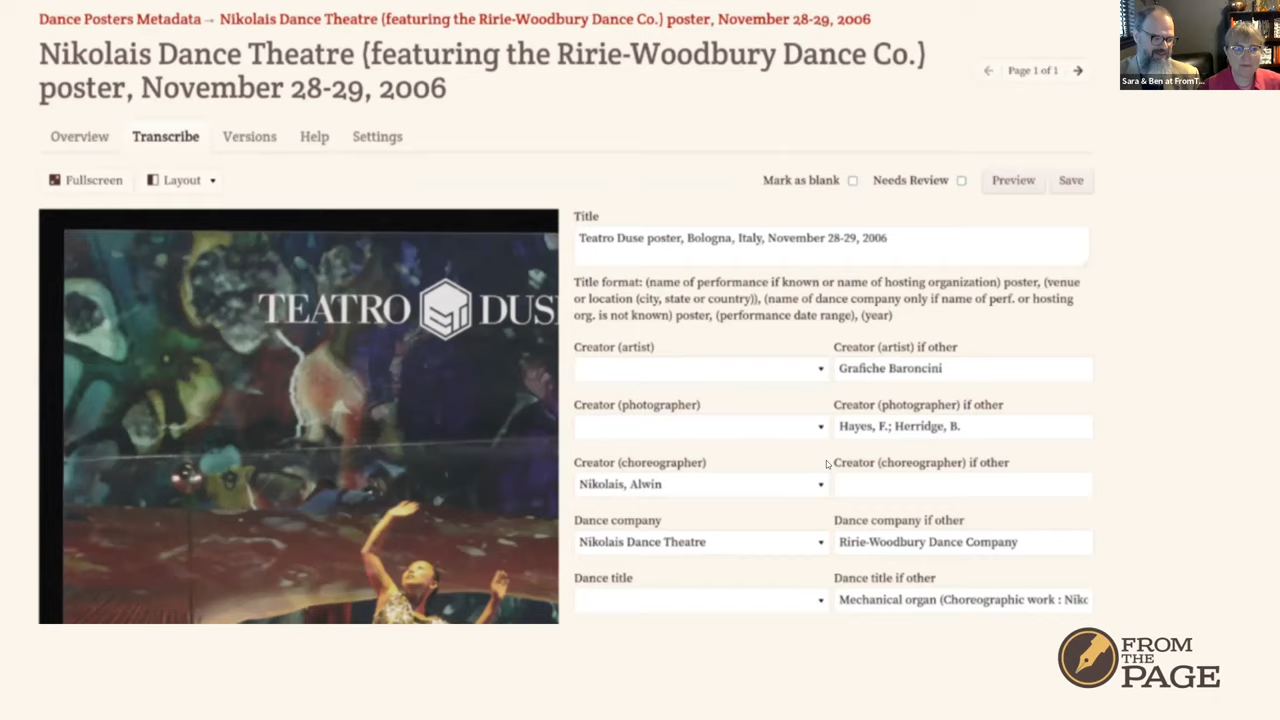 Dance Posters Metadata → Nikolais Dance Theatre (featuring the Ririe-Woodbury Dance Co.) poster, November 28-29, 2006
Nikolais Dance Theatre (featuring the Ririe-Woodbury Dance Co.)
poster, November 28-29, 2006
Page 1 of 1
Sara & Ben at FromT...
Overview Transcribe Versions Help Settings
Fullscreen Layout Mark as blank Needs Review Preview Save
TEATRO DUS
Title
Teatro Duse poster, Bologna, Italy, November 28-29, 2006
Title format: (name of performance if known or name of hosting organization) poster, (venue
or location (city, state or country)), (name of dance company only if name of perf. or hosting
org. is not known) poster, (performance date range), (year)
Creator (artist) Creator (artist) if other
Grafiche Baroncini
Creator (photographer) Creator (photographer) if other
Hayes, F.; Herridge, B.
Creator (choreographer) Creator (choreographer) if other
Nikolais, Alwin
Dance company Dance company if other
Nikolais Dance Theatre Ririe-Woodbury Dance Company
Dance title Dance title if other
Mechanical organ (Choreographic work : Niko
FROM
THE
PAGE